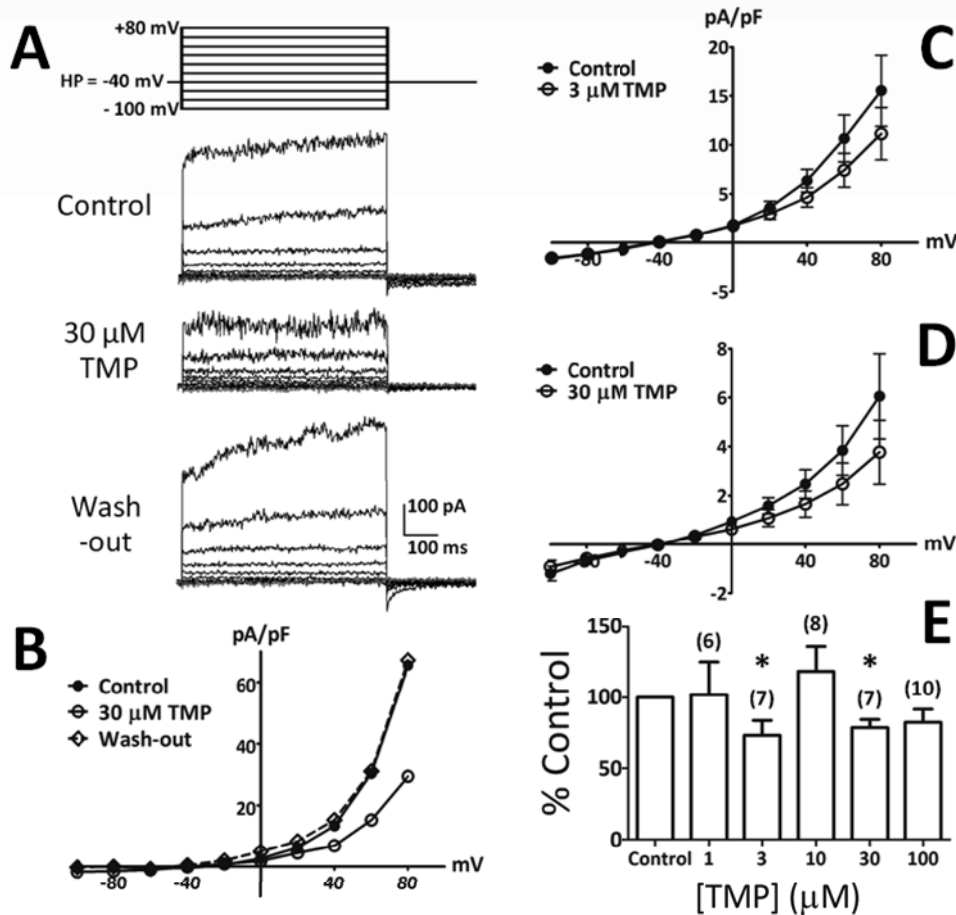 A
+80 mV
HP = -40 mV
- 100 mV
Control
30 μM
TMP
Wash
-out
100 pA
100 ms
B
pA/pF
Control
30 μM TMP
Wash-out
60
40
20
-80
-40
40
80
mV
C
pA/pF
Control
3 μM TMP
20
15
10
5
-5
-80
-40
40
80
mV
D
Control
30 μM TMP
8
6
4
2
-2
-80
-40
40
80
mV
E
% Control
150
100
50
0
(6)
*
(7)
(8)
*
(7)
(10)
Control 1 3 10 30 100
[TMP] (μM)